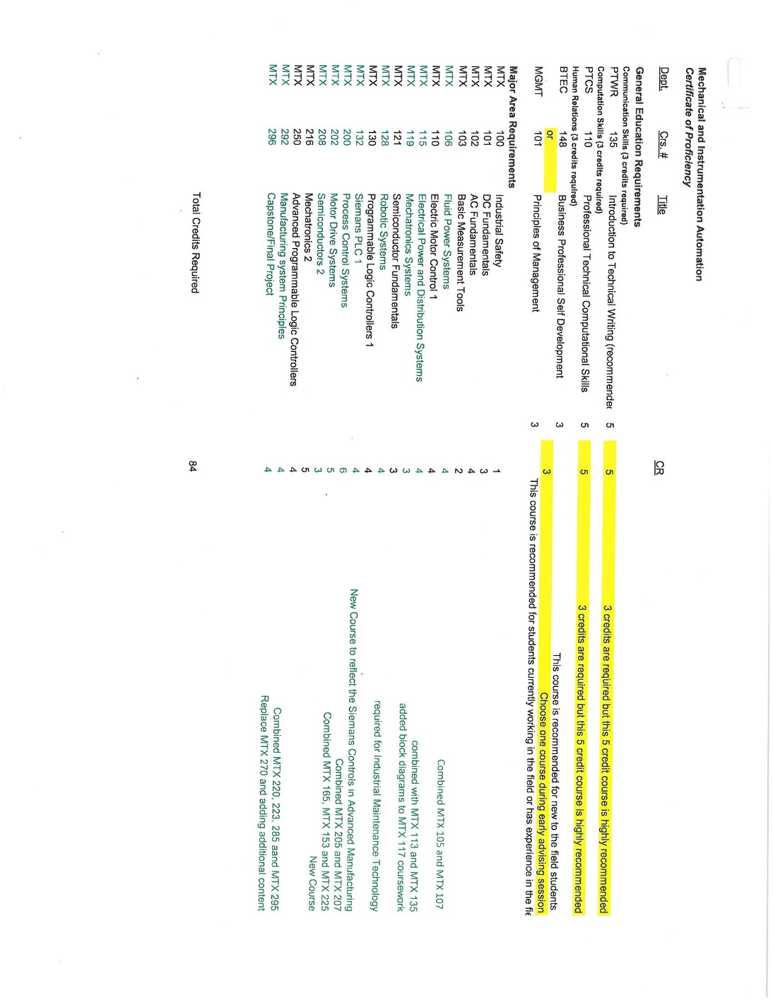 Mechanical and Instrumentation Automation
Certificate of Proficiency
Dept. Crs. # Title CR
General Education Requirements
Communication Skills (3 credits required)
PTWR 135 Introduction to Technical Writing (recommended 5 5 3 credits are required but this 5 credit course is highly recommended
Computation Skills (3 credits required)
PTCS 110 Professional Technical Computational Skills 5 5 3 credits are required but this 5 credit course is highly recommended
Human Relations (3 credits required)
BTEC 148 Business Professional Self Development 3 This course is recommended for new to the field students
or 3 Choose one course during early advising session
MGMT 101 Principles of Management 3 This course is recommended for students currently working in the field or has experience in the fie
Major Area Requirements
MTX 100 Industrial Safety 1
MTX 101 DC Fundamentals 3
MTX 102 AC Fundamentals 4
MTX 103 Basic Measurement Tools 2
MTX 106 Fluid Power Systems 4 Combined MTX 105 and MTX 107
MTX 110 Electric Motor Control 1 4
MTX 115 Electrical Power and Distribution Systems 4 combined with MTX 113 and MTX 135
MTX 119 Mechatronics Systems 3 added block diagrams to MTX 117 coursework
MTX 121 Semiconductor Fundamentals 3
MTX 128 Robotic Systems 4 required for Industrial Maintenance Technology
MTX 130 Programmable Logic Controllers 1 4
MTX 132 Siemans PLC 1 4 New Course to reflect the Siemans Controls in Advanced Manufacturing
MTX 200 Process Control Systems 6 Combined MTX 205 and MTX 207
MTX 202 Motor Drive Systems 5 Combined MTX 165, MTX 153 and MTX 225
MTX 208 Semiconductors 2 3 New Course
MTX 216 Mechatronics 2 5
MTX 250 Advanced Programmable Logic Controllers 4
MTX 292 Manufacturing system Principles 4 Combined MTX 220, 223, 285 aand MTX 295
MTX 296 Capstone/Final Project 4 Replace MTX 270 and adding additional content
Total Credits Required 84